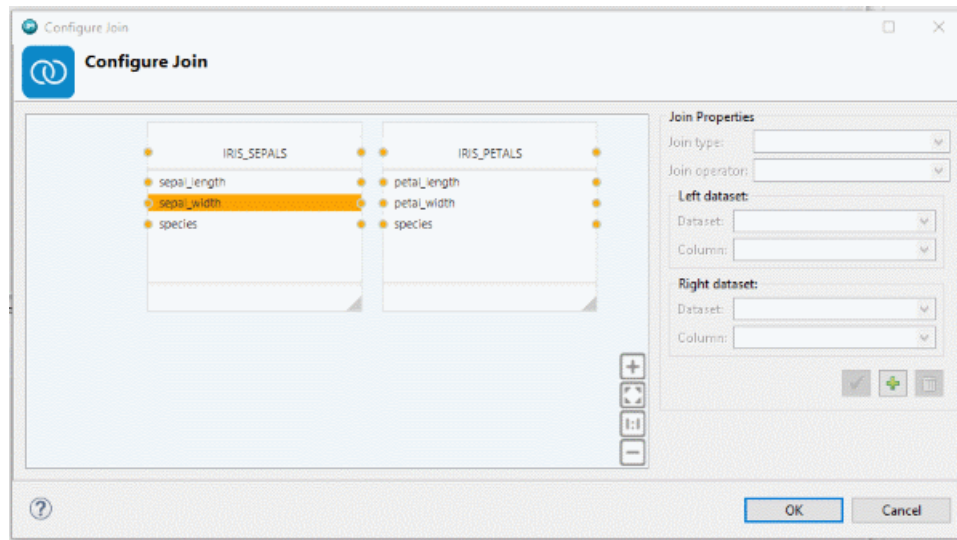 Configure Join
Configure Join
IRIS_SEPALS
sepal_length
sepal_width
species
IRIS_PETALS
petal_length
petal_width
species
Join Properties
Join type:
Join operator:
Left dataset:
Dataset:
Column:
Right dataset:
Dataset:
Column:
1:1
?
OK
Cancel